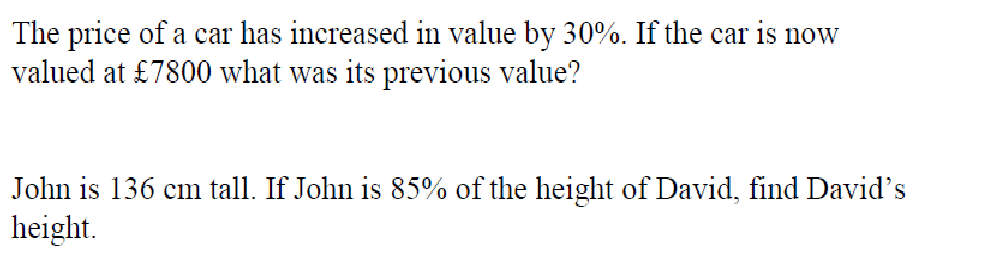 The price of a car has increased in value by 30%. If the car is now
valued at £7800 what was its previous value?
John is 136 cm tall. If John is 85% of the height of David, find David’s
height.